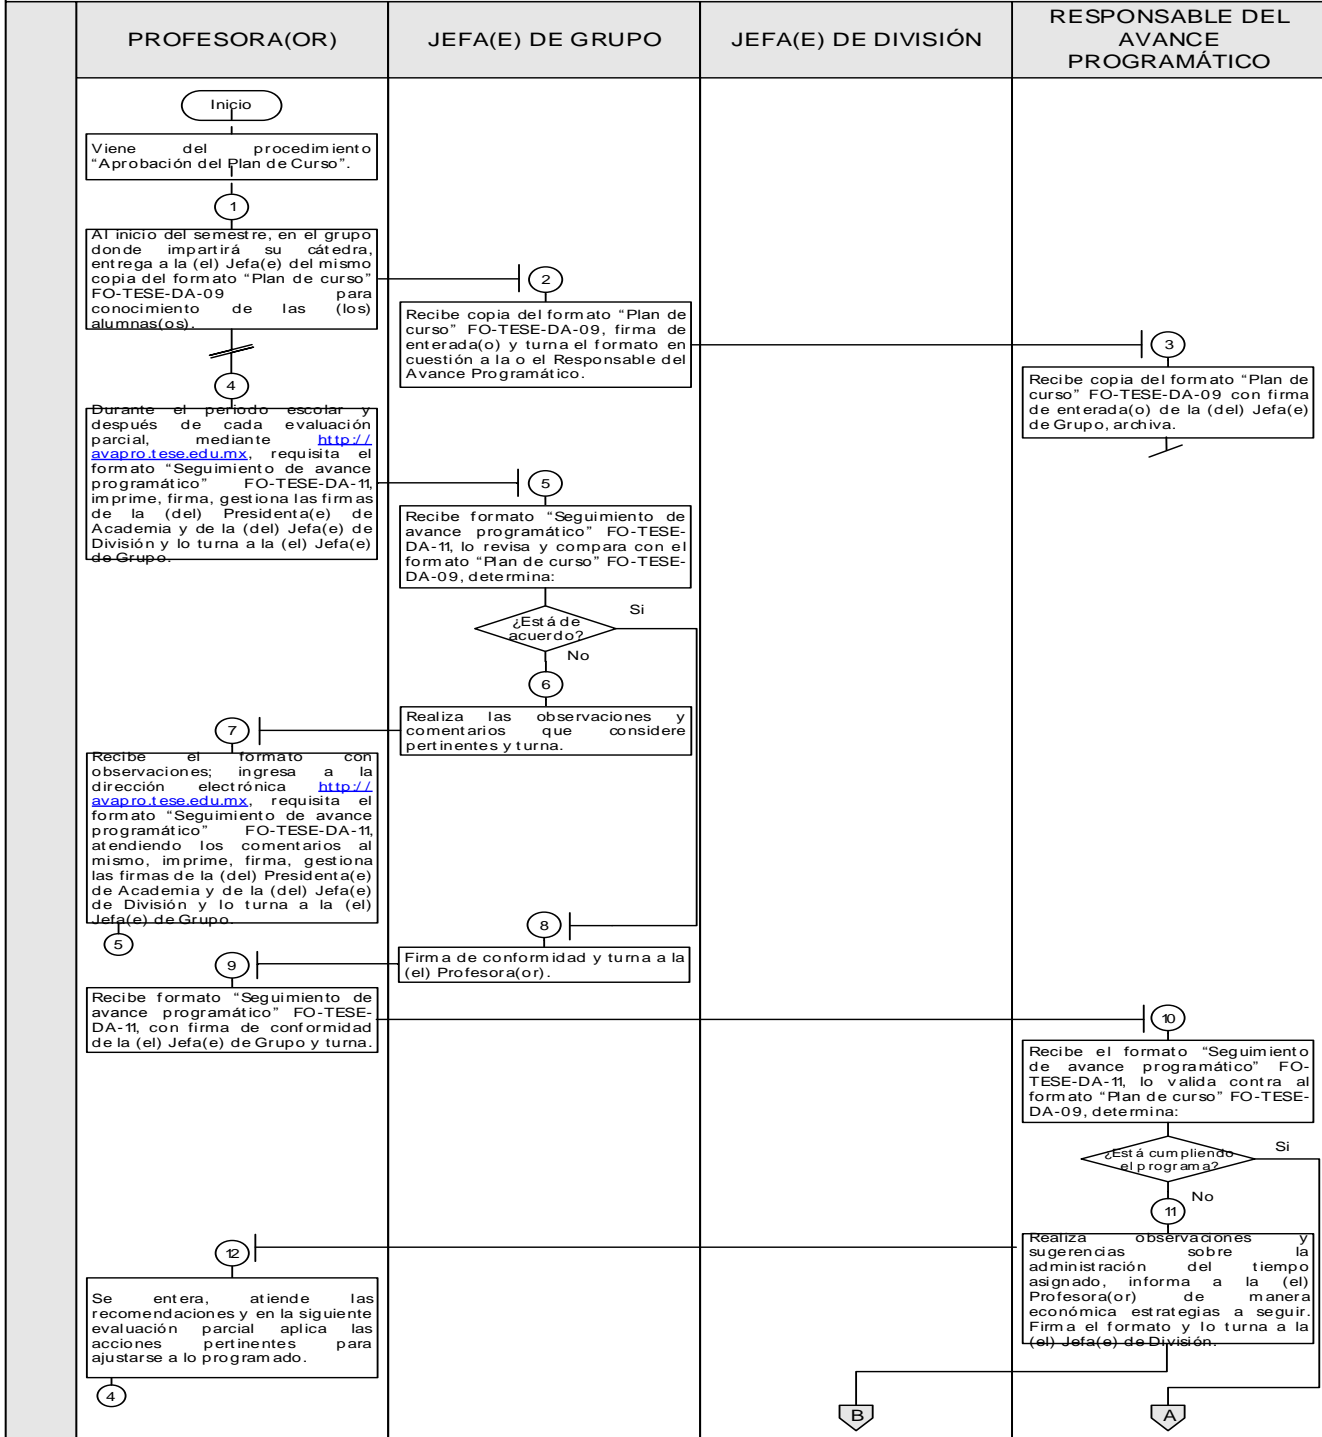 PROFESORA(OR)
JEFA(E) DE GRUPO
JEFA(E) DE DIVISIÓN
RESPONSABLE DEL
AVANCE
PROGRAMÁTICO
Inicio
Viene del procedimiento
“Aprobación del Plan de Curso”.
1
Al inicio del semestre, en el grupo
donde impartirá su cátedra,
entrega a la (el) Jefa(e) del mismo
copia del formato “Plan de curso”
FO-TESE-DA-09 para
conocimiento de las (los)
alumnas(os).
2
Recibe copia del formato “Plan de
curso” FO-TESE-DA-09, firma de
enterada(o) y turna el formato en
cuestión a la o el Responsable del
Avance Programático.
3
Recibe copia del formato “Plan de
curso” FO-TESE-DA-09 con firma
de enterada(o) de la (del) Jefa(e)
de Grupo, archiva.
4
Durante el periodo escolar y
después de cada evaluación
parcial, mediante http://
avapro.tese.edu.mx, requisita el
formato “Seguimiento de avance
programático” FO-TESE-DA-11,
imprime, firma, gestiona las firmas
de la (del) Presidenta(e) de
Academia y de la (del) Jefa(e) de
División y lo turna a la (el) Jefa(e)
de Grupo.
5
Recibe formato “Seguimiento de
avance programático” FO-TESE-
DA-11, lo revisa y compara con el
formato “Plan de curso” FO-TESE-
DA-09, determina:
¿Está de
acuerdo?
Si
No
6
Realiza las observaciones y
comentarios que considere
pertinentes y turna.
7
Recibe el formato con
observaciones; ingresa a la
dirección electrónica http://
avapro.tese.edu.mx, requisita el
formato “Seguimiento de avance
programático” FO-TESE-DA-11,
atendiendo los comentarios al
mismo, imprime, firma, gestiona
las firmas de la (del) Presidenta(e)
de Academia y de la (del) Jefa(e)
de División y lo turna a la (el)
Jefa(e) de Grupo.
5
8
Firma de conformidad y turna a la
(el) Profesora(or).
9
Recibe formato “Seguimiento de
avance programático” FO-TESE-
DA-11, con firma de conformidad
de la (el) Jefa(e) de Grupo y turna.
10
Recibe el formato “Seguimiento
de avance programático” FO-
TESE-DA-11, lo valida contra al
formato “Plan de curso” FO-TESE-
DA-09, determina:
¿Está cumpliendo
el programa?
Si
No
11
Realiza observaciones y
sugerencias sobre la
administración del tiempo
asignado, informa a la (el)
Profesora(or) de manera
económica estrategias a seguir.
Firma el formato y lo turna a la
(el) Jefa(e) de División.
12
Se entera, atiende las
recomendaciones y en la siguiente
evaluación parcial aplica las
acciones pertinentes para
ajustarse a lo programado.
4
B
A